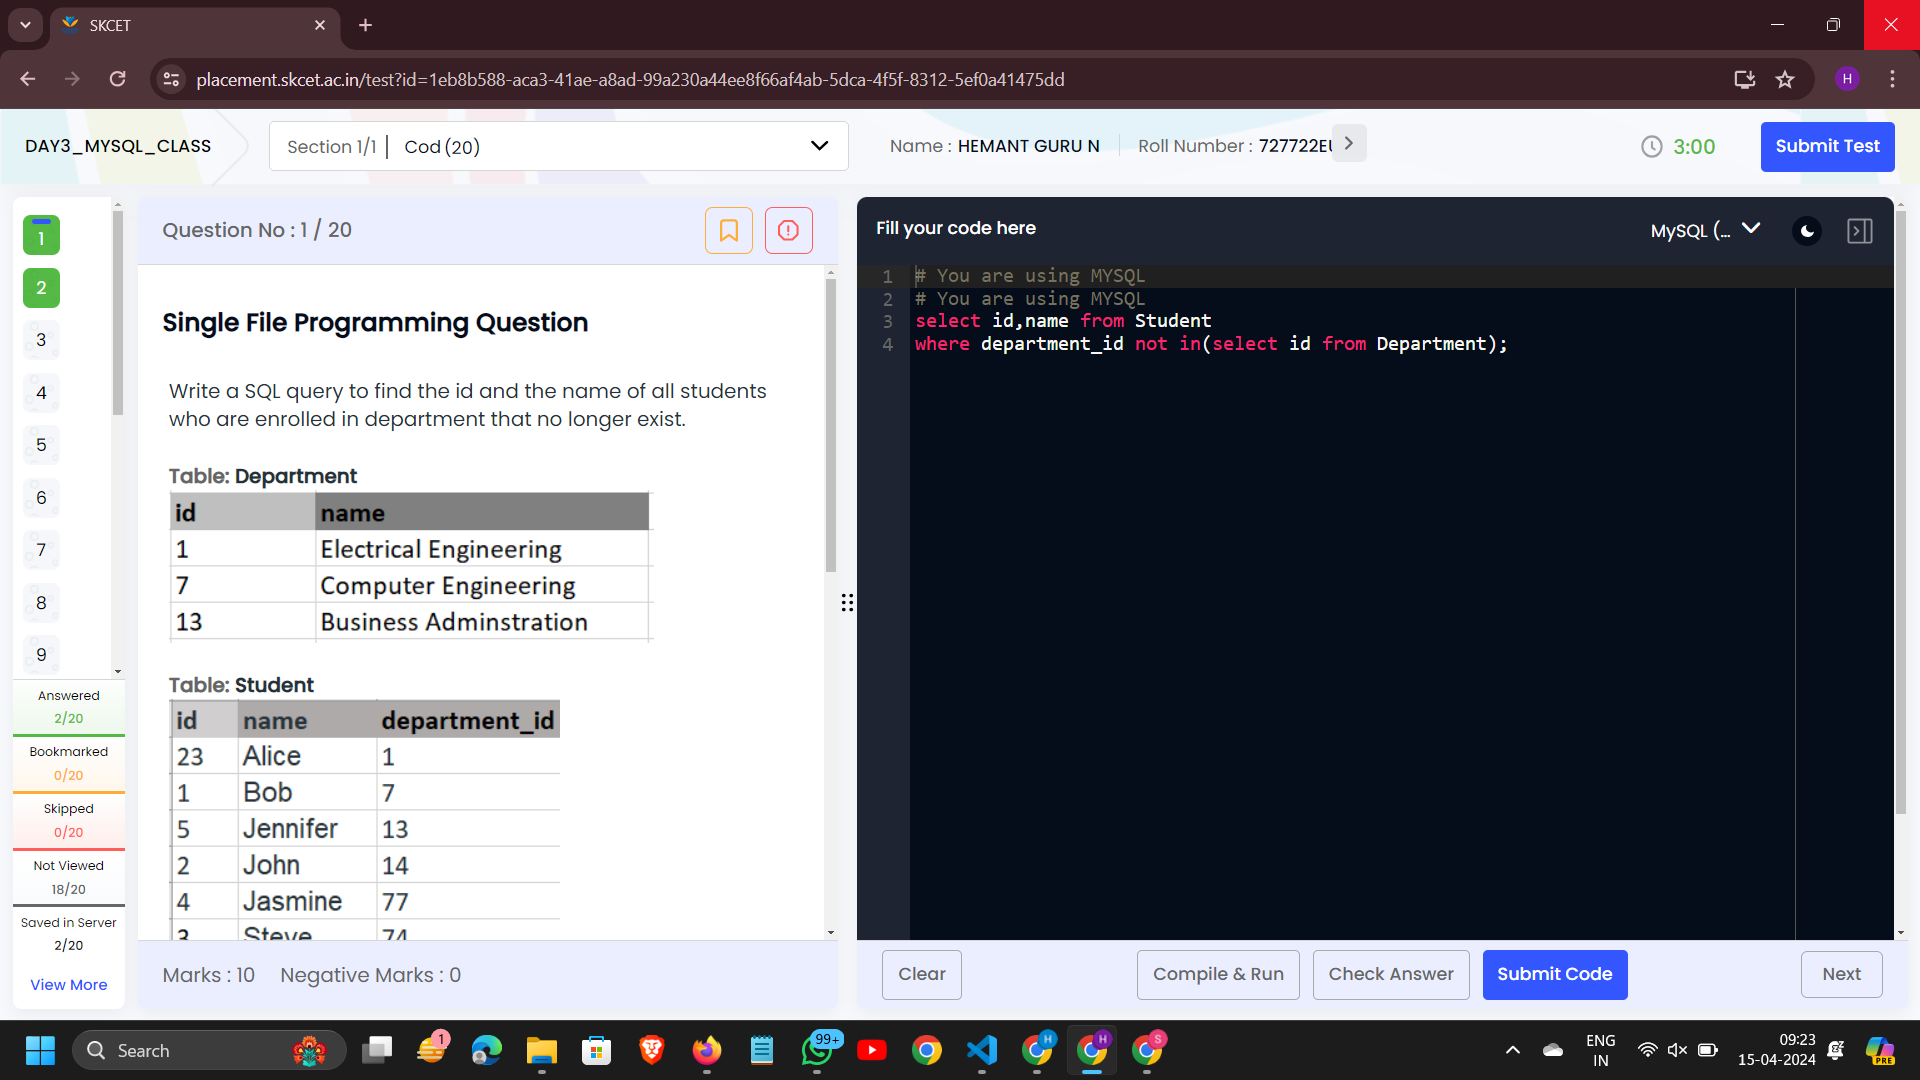 SKCET
placement.skcet.ac.in/test?id=1eb8b588-aca3-41ae-a8ad-99a230a44ee8f66af4ab-5dca-4f5f-8312-5ef0a41475dd
H
DAY3_MYSQL_CLASS
Section 1/1 | Cod (20)
Name : HEMANT GURU N
Roll Number : 727722EU
3:00
Submit Test
1
2
3
4
5
6
7
8
9
Answered
2/20
Bookmarked
0/20
Skipped
0/20
Not Viewed
18/20
Saved in Server
2/20
View More
Question No : 1 / 20
Single File Programming Question
Write a SQL query to find the id and the name of all students
who are enrolled in department that no longer exist.
Table: Department
id name
1 Electrical Engineering
7 Computer Engineering
13 Business Adminstration
Table: Student
id name department_id
23 Alice 1
1 Bob 7
5 Jennifer 13
2 John 14
4 Jasmine 77
3 Steve 74
Marks : 10 Negative Marks : 0
Fill your code here
MySQL (...
1 # You are using MYSQL
2 # You are using MYSQL
3 select id,name from Student
4 where department_id not in(select id from Department);
Clear
Compile & Run
Check Answer
Submit Code
Next
Search
1
99+
H
H
S
ENG
IN
09:23
15-04-2024
PRE